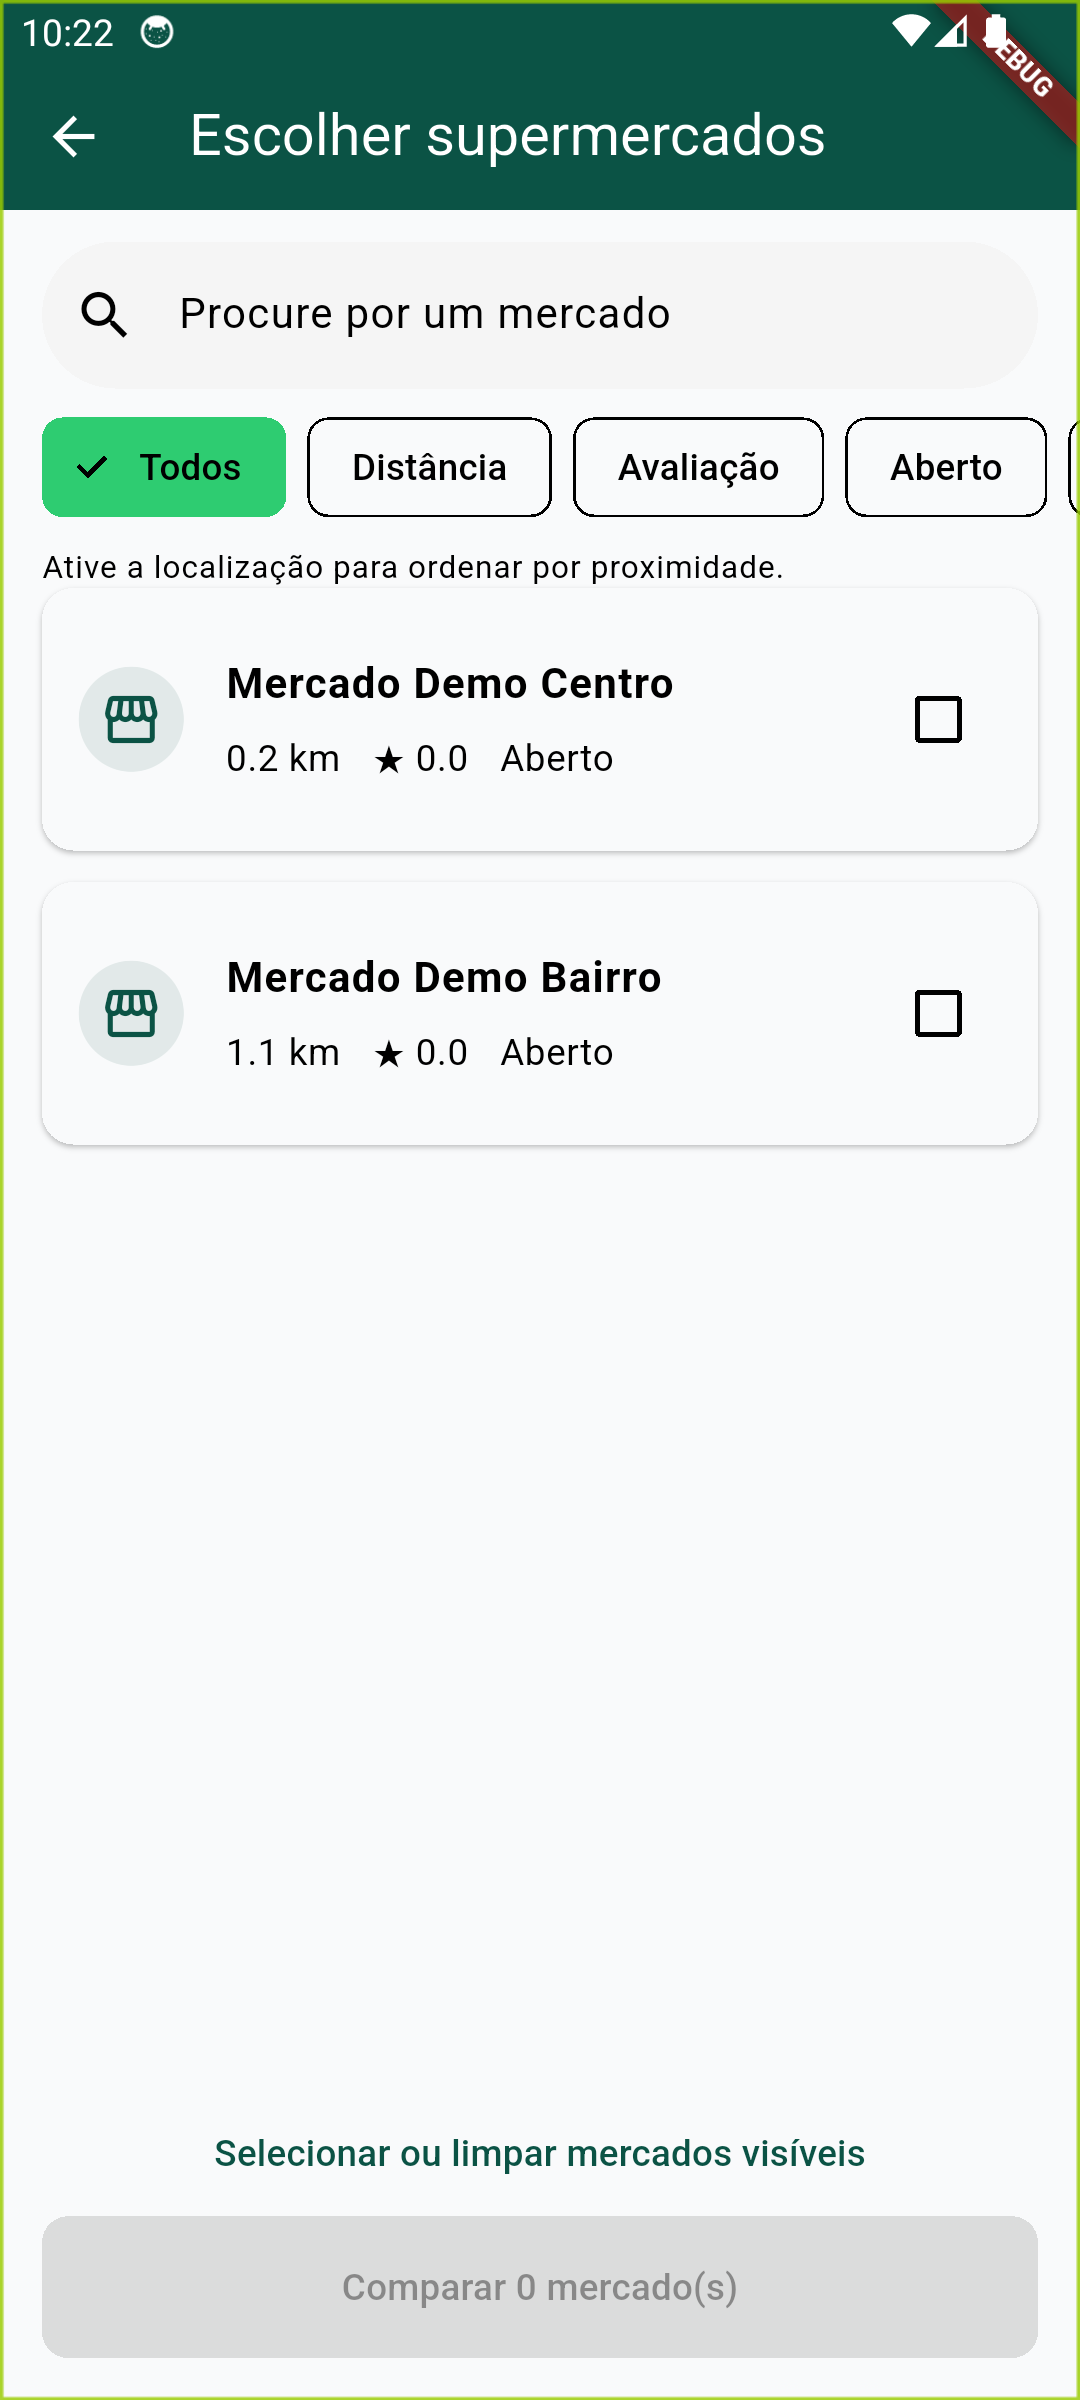 10:22
EBUG
Escolher supermercados
Procure por um mercado
Todos
Distância
Avaliação
Aberto
Ative a localização para ordenar por proximidade.
Mercado Demo Centro
0.2 km ★ 0.0 Aberto
Mercado Demo Bairro
1.1 km ★ 0.0 Aberto
Selecionar ou limpar mercados visíveis
Comparar 0 mercado(s)